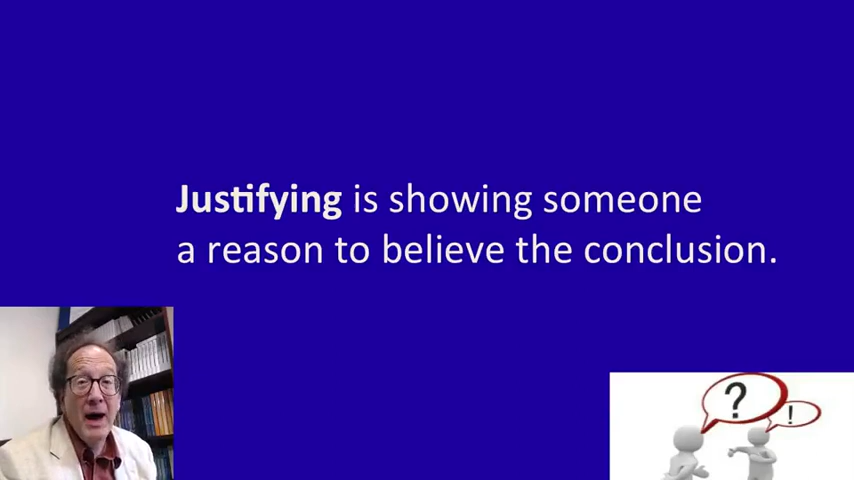 Justifying is showing someone
a reason to believe the conclusion.
?
!